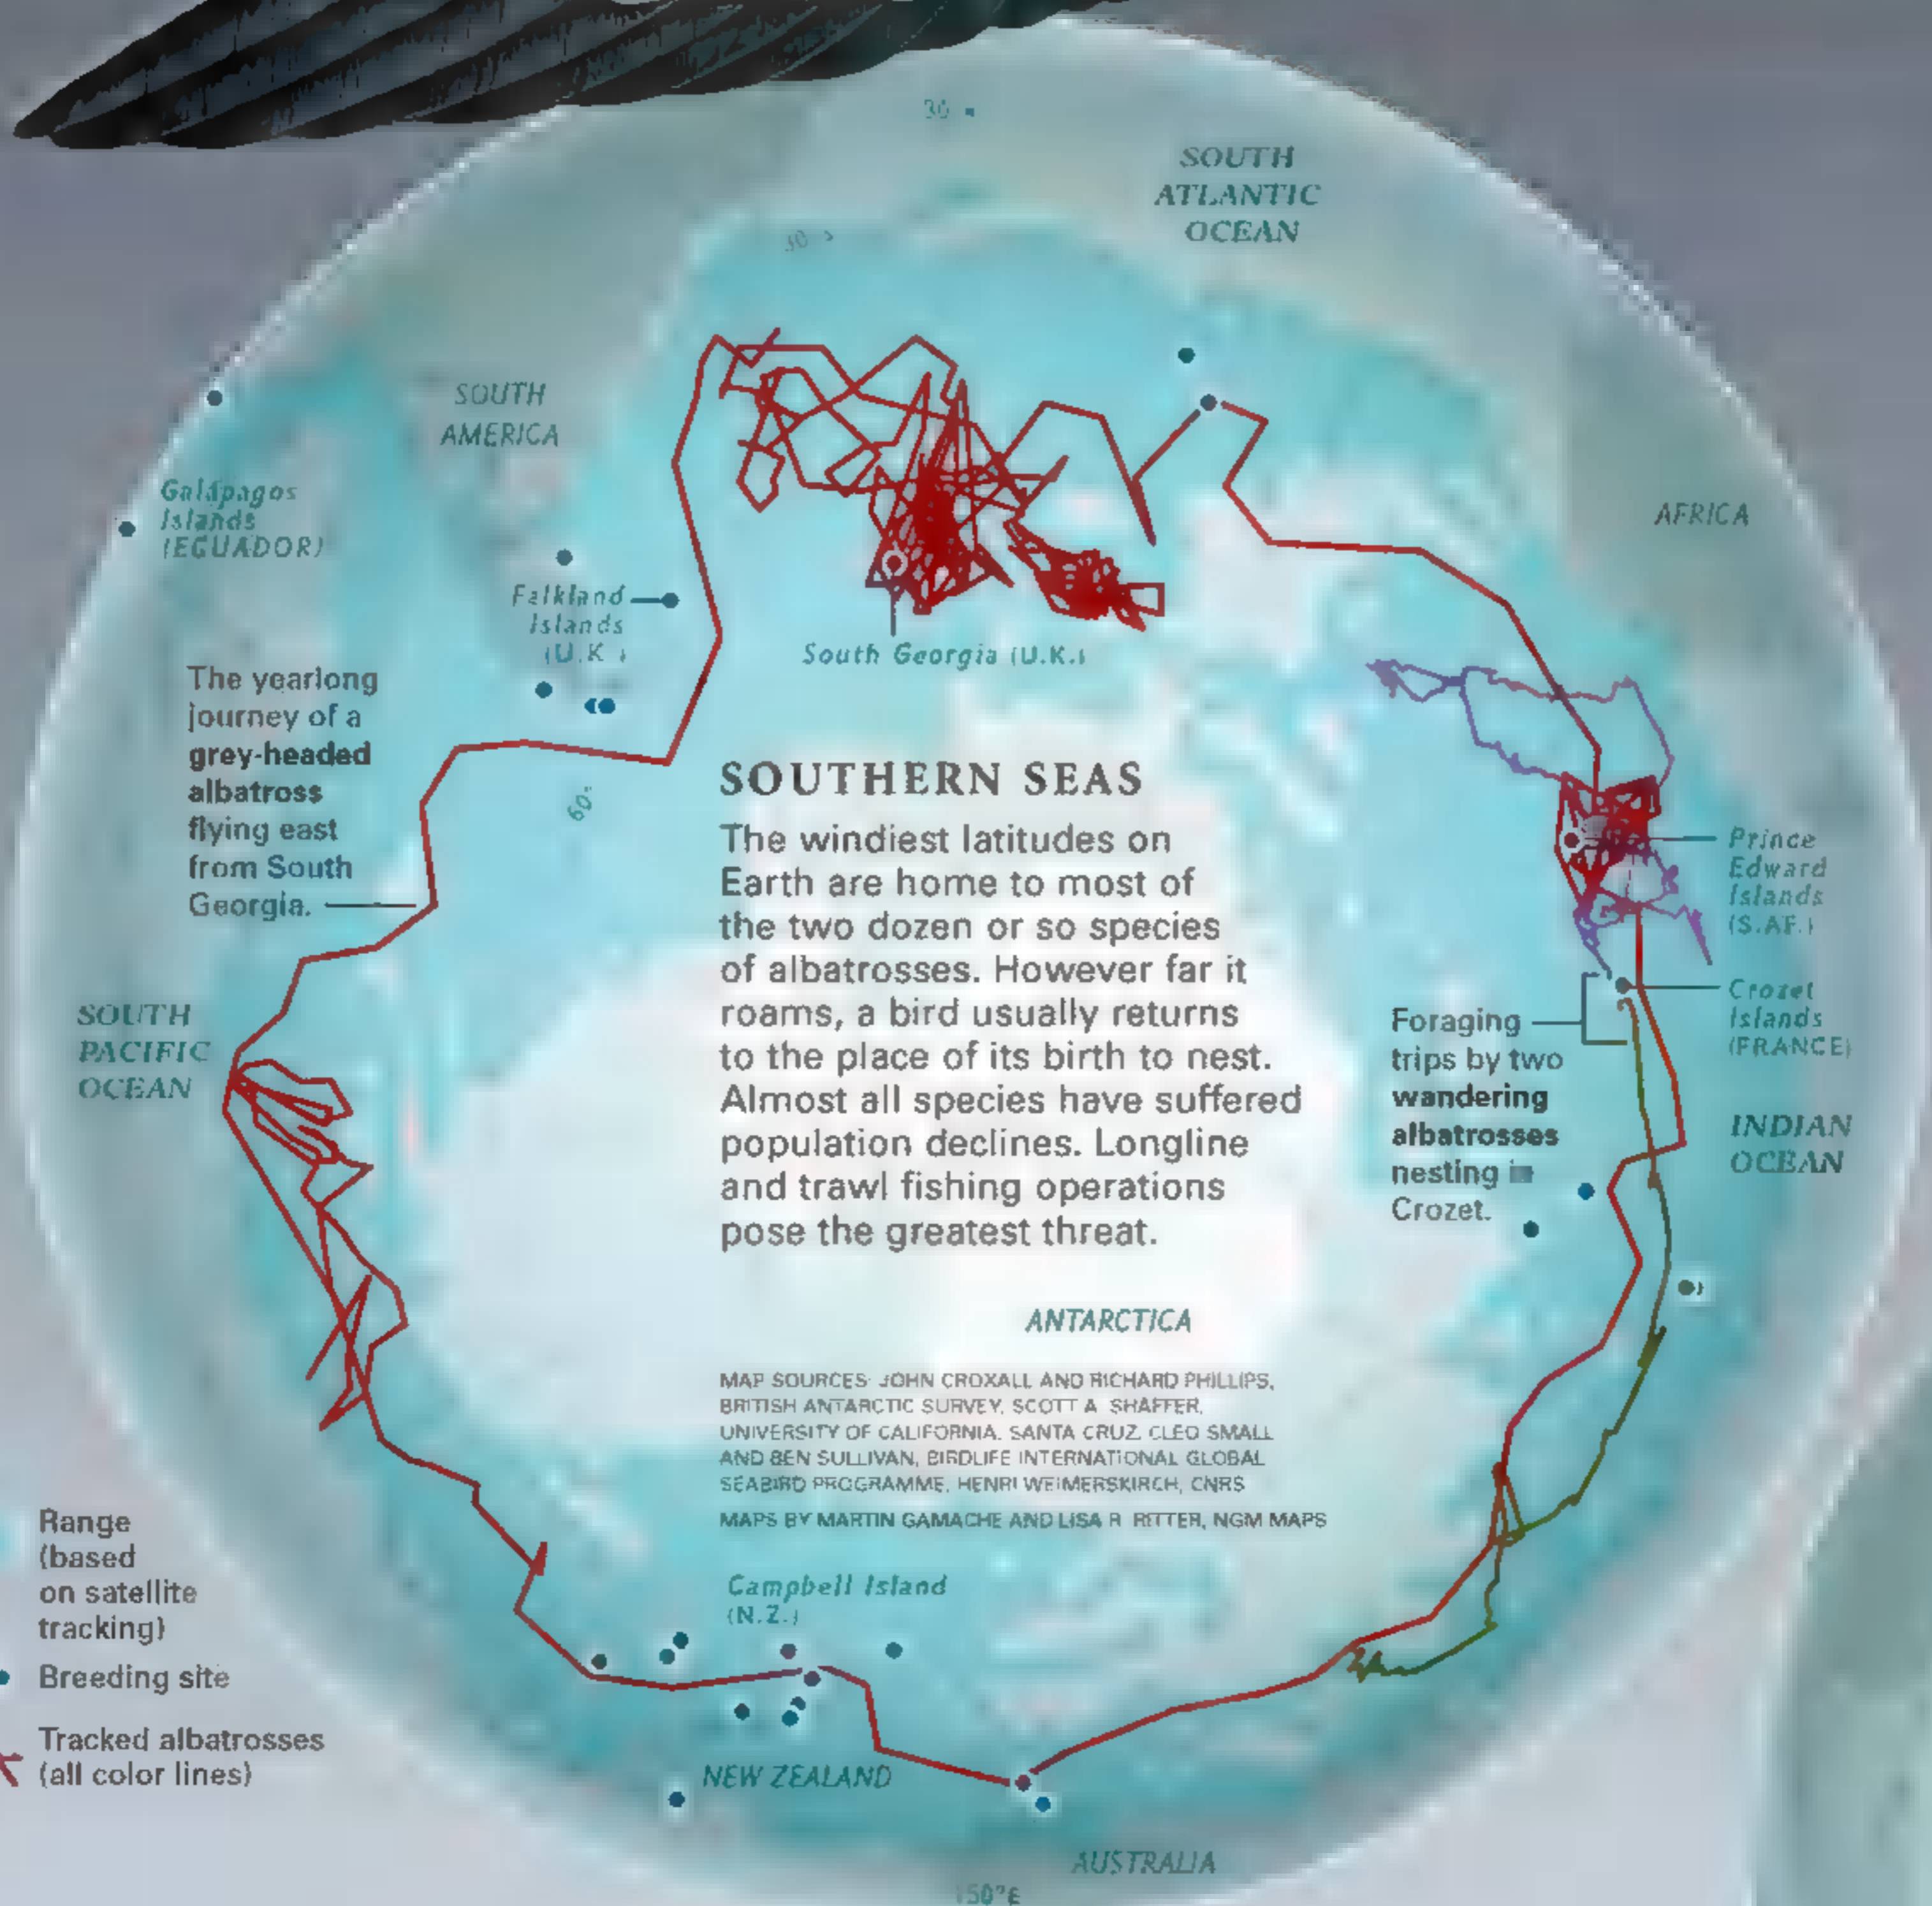 30
SOUTH
ATLANTIC
OCEAN
30
SOUTH
AMERICA
Galápagos
Islands
(ECUADOR)
AFRICA
Falkland
Islands
(U.K.)
South Georgia (U.K.)
The yearlong
journey of a
grey-headed
albatross
flying east
from South
Georgia.
60°
SOUTHERN SEAS
The windiest latitudes on
Earth are home to most of
the two dozen or so species
of albatrosses. However far it
roams, a bird usually returns
to the place of its birth to nest.
Almost all species have suffered
population declines. Longline
and trawl fishing operations
pose the greatest threat.
Prince
Edward
Islands
(S.AF.)
Crozet
Islands
(FRANCE)
Foraging
trips by two
wandering
albatrosses
nesting in
Crozet.
SOUTH
PACIFIC
OCEAN
INDIAN
OCEAN
ANTARCTICA
MAP SOURCES: JOHN CROXALL AND RICHARD PHILLIPS,
BRITISH ANTARCTIC SURVEY, SCOTT A. SHAFFER,
UNIVERSITY OF CALIFORNIA, SANTA CRUZ, CLEO SMALL
AND BEN SULLIVAN, BIRDLIFE INTERNATIONAL GLOBAL
SEABIRD PROGRAMME, HENRI WEIMERSKIRCH, CNRS
MAPS BY MARTIN GAMACHE AND LISA R. RITTER, NGM MAPS
Range
(based
on satellite
tracking)
Breeding site
Tracked albatrosses
(all color lines)
Campbell Island
(N.Z.)
NEW ZEALAND
AUSTRALIA
150°E